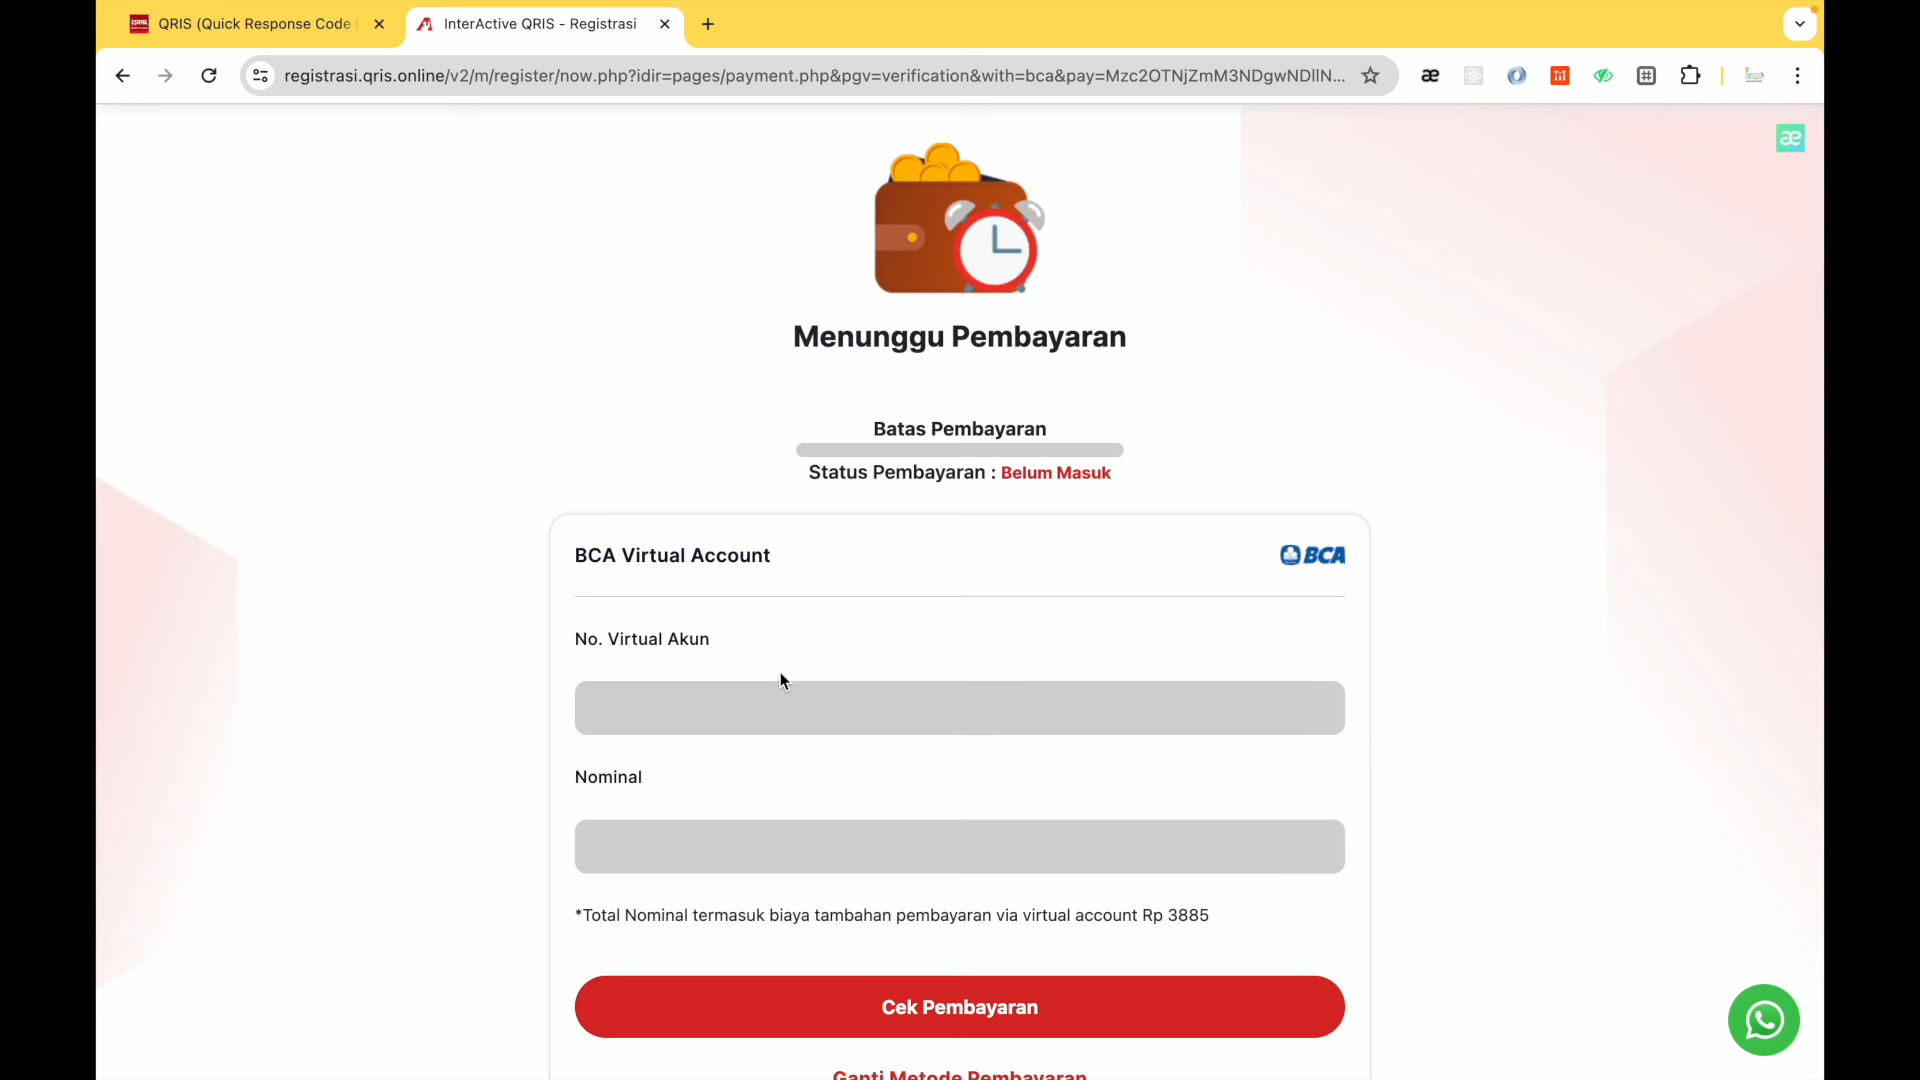 QRIS (Quick Response Code
InterActive QRIS - Registrasi
registrasi.qris.online/v2/m/register/now.php?idir=pages/payment.php&pgv=verification&with=bca&pay=Mzc2OTNjZmM3NDgwNDllN...
æ
æ
Menunggu Pembayaran
Batas Pembayaran
Status Pembayaran : Belum Masuk
BCA Virtual Account
BCA
No. Virtual Akun
Nominal
*Total Nominal termasuk biaya tambahan pembayaran via virtual account Rp 3885
Cek Pembayaran
Ganti Metode Pembayaran